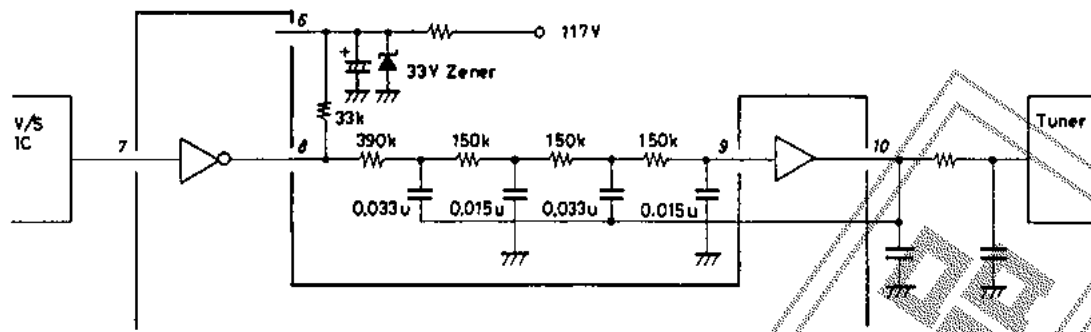 6
117V
+
33V Zener
33k
V/S
IC
7
8
390k
150k
150k
150k
9
10
Tuner
0.033u
0.015u
0.033u
0.015u